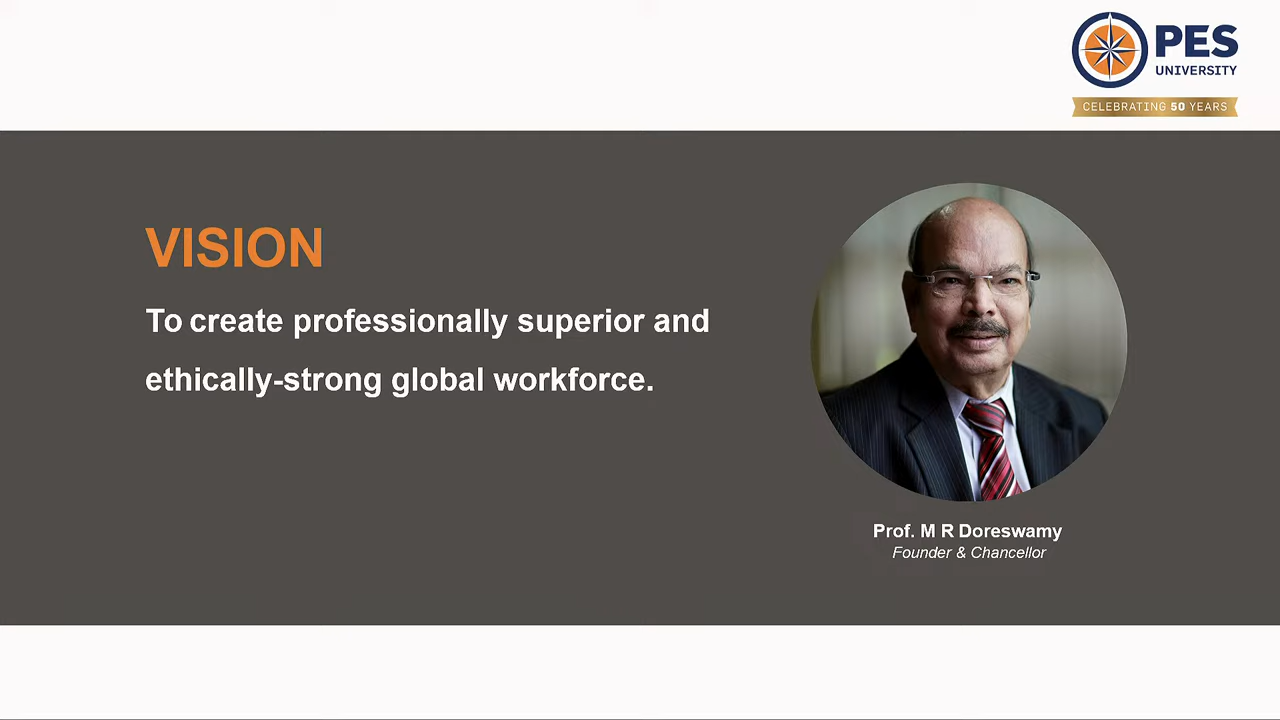 PES
UNIVERSITY
CELEBRATING 50 YEARS
VISION
To create professionally superior and
ethically-strong global workforce.
Prof. M R Doreswamy
Founder & Chancellor